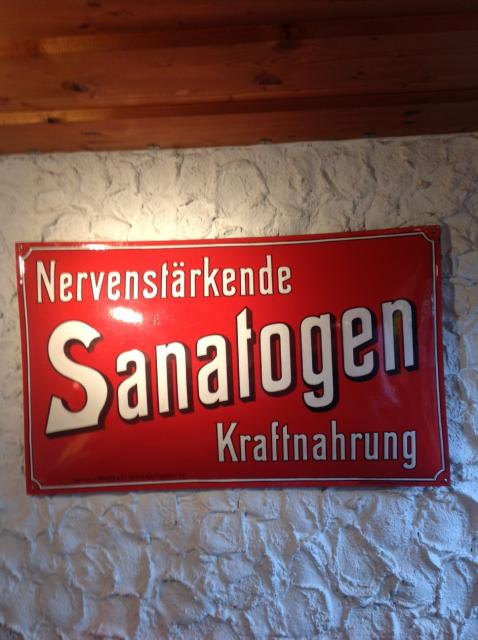 Nervenstärkende
Sanatogen
Kraftnahrung